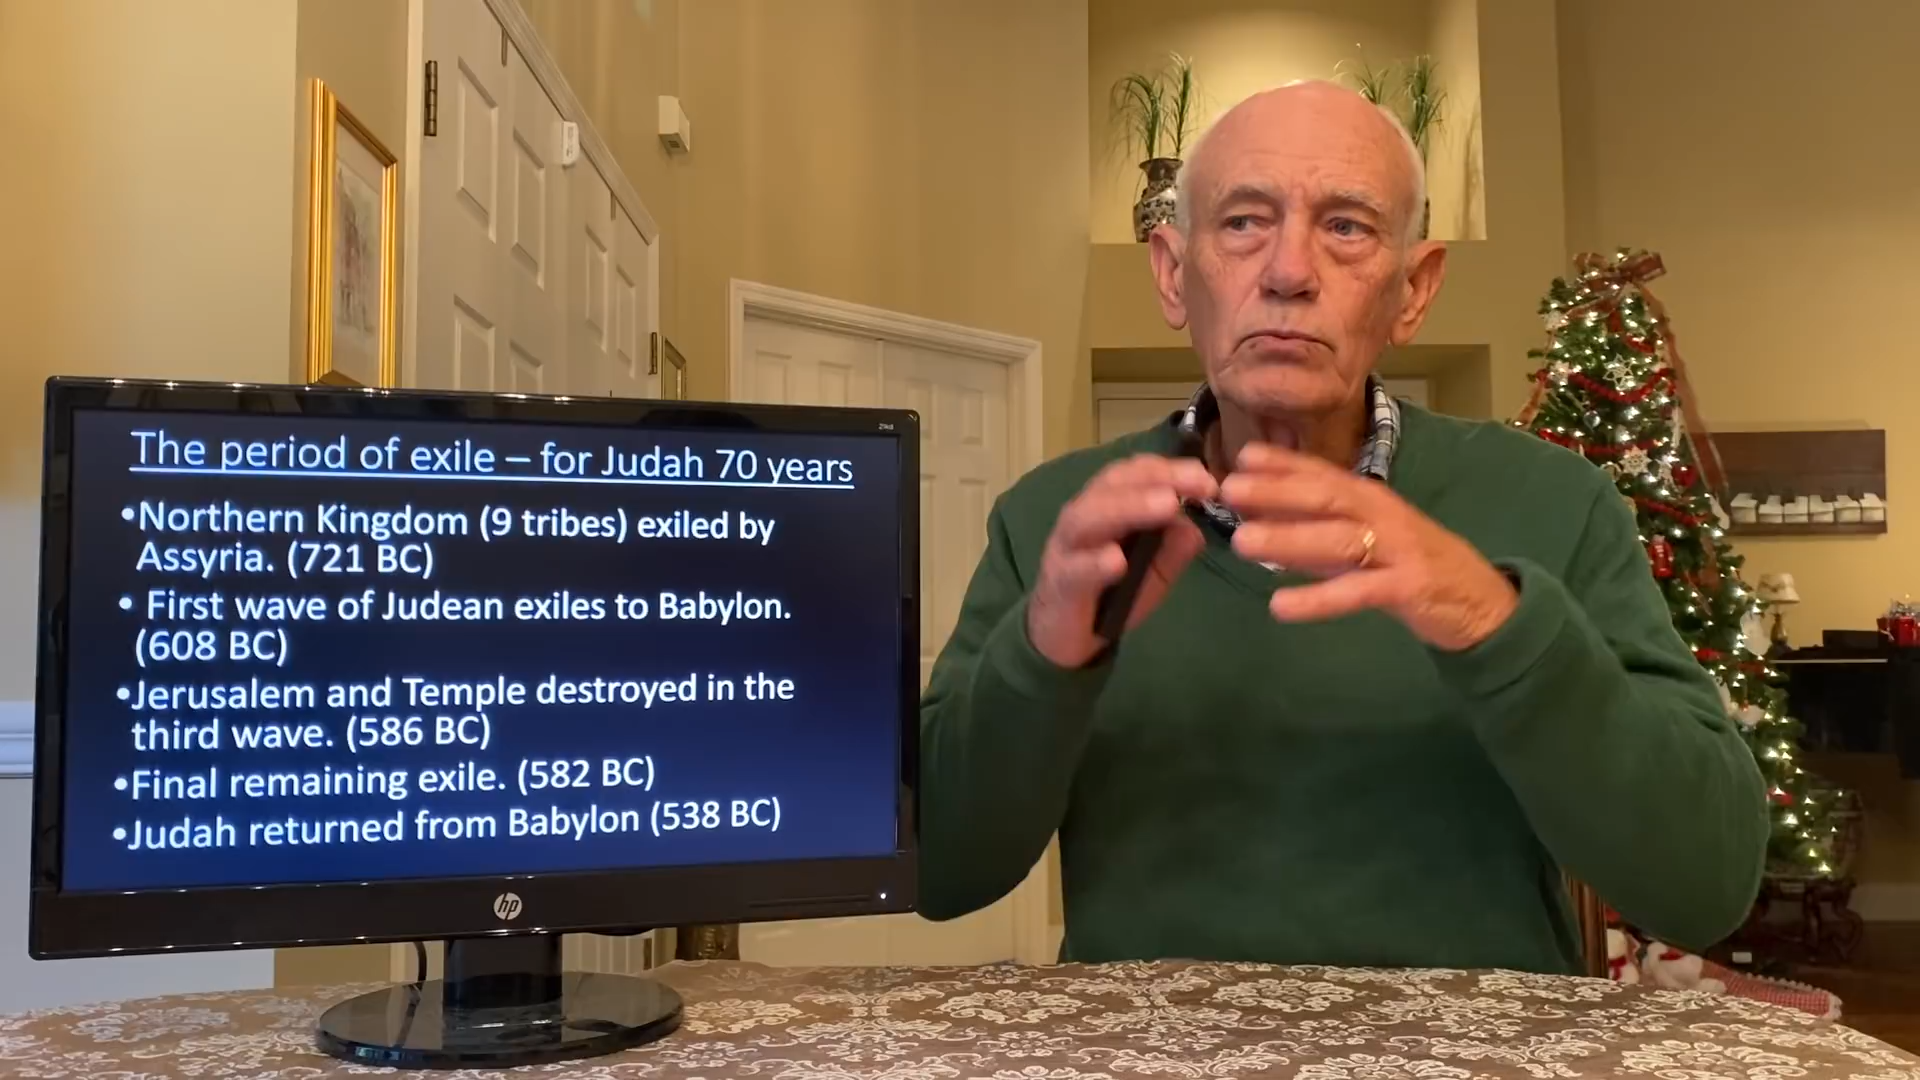 The period of exile – for Judah 70 years
•Northern Kingdom (9 tribes) exiled by
Assyria. (721 BC)
• First wave of Judean exiles to Babylon.
(608 BC)
•Jerusalem and Temple destroyed in the
third wave. (586 BC)
•Final remaining exile. (582 BC)
•Judah returned from Babylon (538 BC)
hp